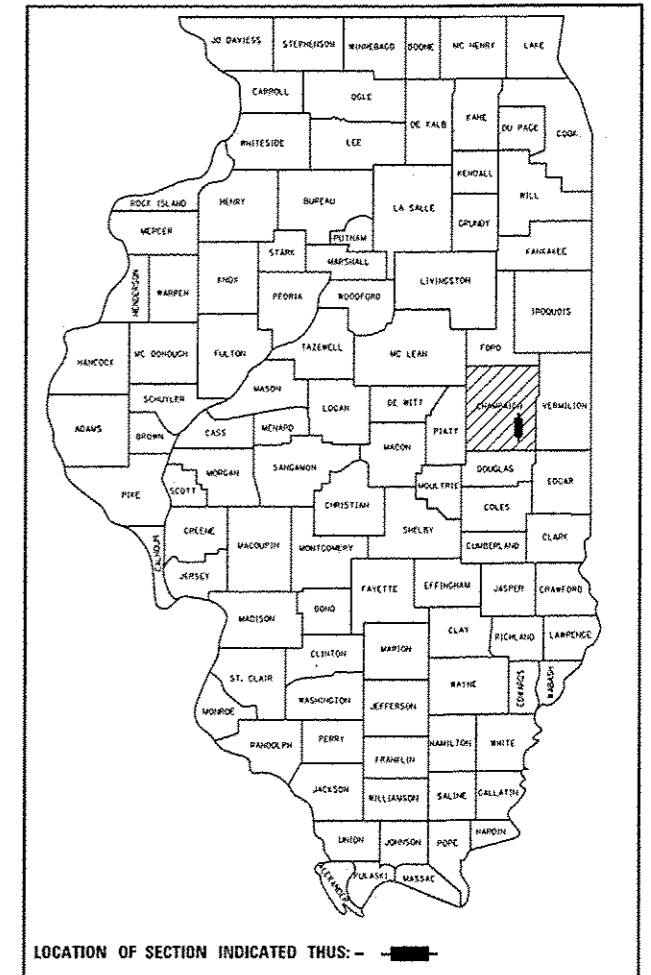 JO DAVIESS STEPHENSON WINNEBAGO BOONE MC HENRY LAKE
CARROLL OGLE
DE KALB KANE DU PAGE COOK
WHITESIDE LEE
KENDALL WILL
ROCK ISLAND HENRY BUREAU LA SALLE GRUNDY
MERCER PUTNAM KANKAKEE
STARK MARSHALL
HENDERSON WARREN KNOX PEORIA WOODFORD LIVINGSTON IROQUOIS
FORD
HANCOCK MC DONOUGH FULTON TAZEWELL MC LEAN
MASON CHAMPAIGN VERMILION
SCHUYLER LOGAN DE WITT
ADAMS BROWN CASS MENARD MACON PIATT
MORGAN SANGAMON MOULTRIE DOUGLAS EDGAR
PIKE SCOTT CHRISTIAN COLES
SHELBY
GREENE MACOUPIN MONTGOMERY CUMBERLAND CLARK
CALHOUN JERSEY
FAYETTE EFFINGHAM JASPER CRAWFORD
MADISON BOND
CLAY RICHLAND LAWRENCE
CLINTON MARION
ST. CLAIR WAYNE EDWARDS WABASH
WASHINGTON JEFFERSON
MONROE
RANDOLPH PERRY HAMILTON WHITE
FRANKLIN
JACKSON WILLIAMSON SALINE GALLATIN
HARDIN
UNION JOHNSON POPE
ALEXANDER PULASKI MASSAC
LOCATION OF SECTION INDICATED THUS: -